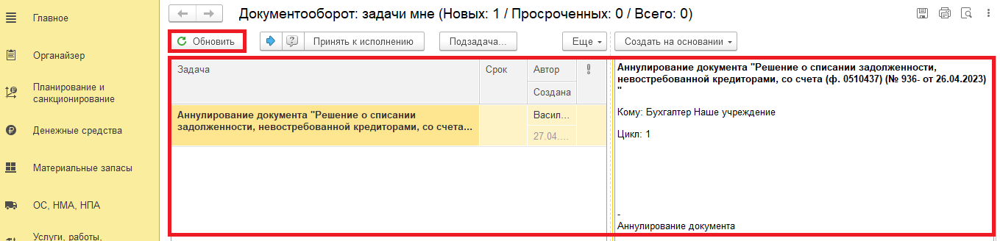 Главное
Органайзер
Планирование и
санкционирование
Денежные средства
Материальные запасы
ОС, НМА, НПА
Услуги, работы,
Документооборот: задачи мне (Новых: 1 / Просроченных: 0 / Всего: 0)
Обновить
Принять к исполнению
Подзадача...
Еще
Создать на основании
Задача
Срок
Автор
Создана
Аннулирование документа "Решение о списании
задолженности, невостребованной кредиторами, со счета...
Васил...
27.04....
Аннулирование документа "Решение о списании задолженности,
невостребованной кредиторами, со счета (ф. 0510437) (№ 936- от 26.04.2023)
"
Кому: Бухгалтер Наше учреждение
Цикл: 1
-
Аннулирование документа